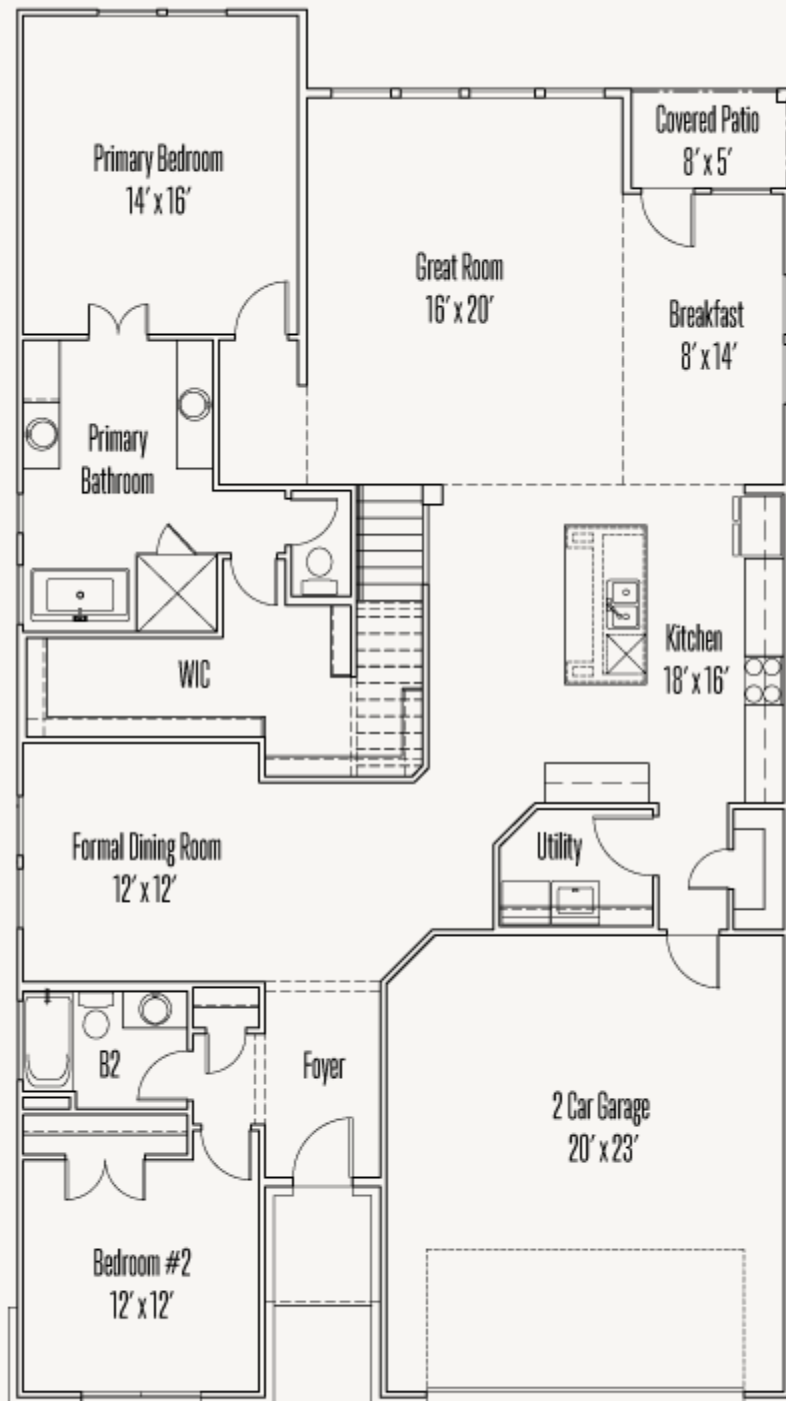 Primary Bedroom
14' x 16'
Covered Patio
8' x 5'
Great Room
16' x 20'
Breakfast
8' x 14'
Primary
Bathroom
Kitchen
18' x 16'
WIC
Formal Dining Room
12' x 12'
Utility
B2
Foyer
2 Car Garage
20' x 23'
Bedroom #2
12' x 12'